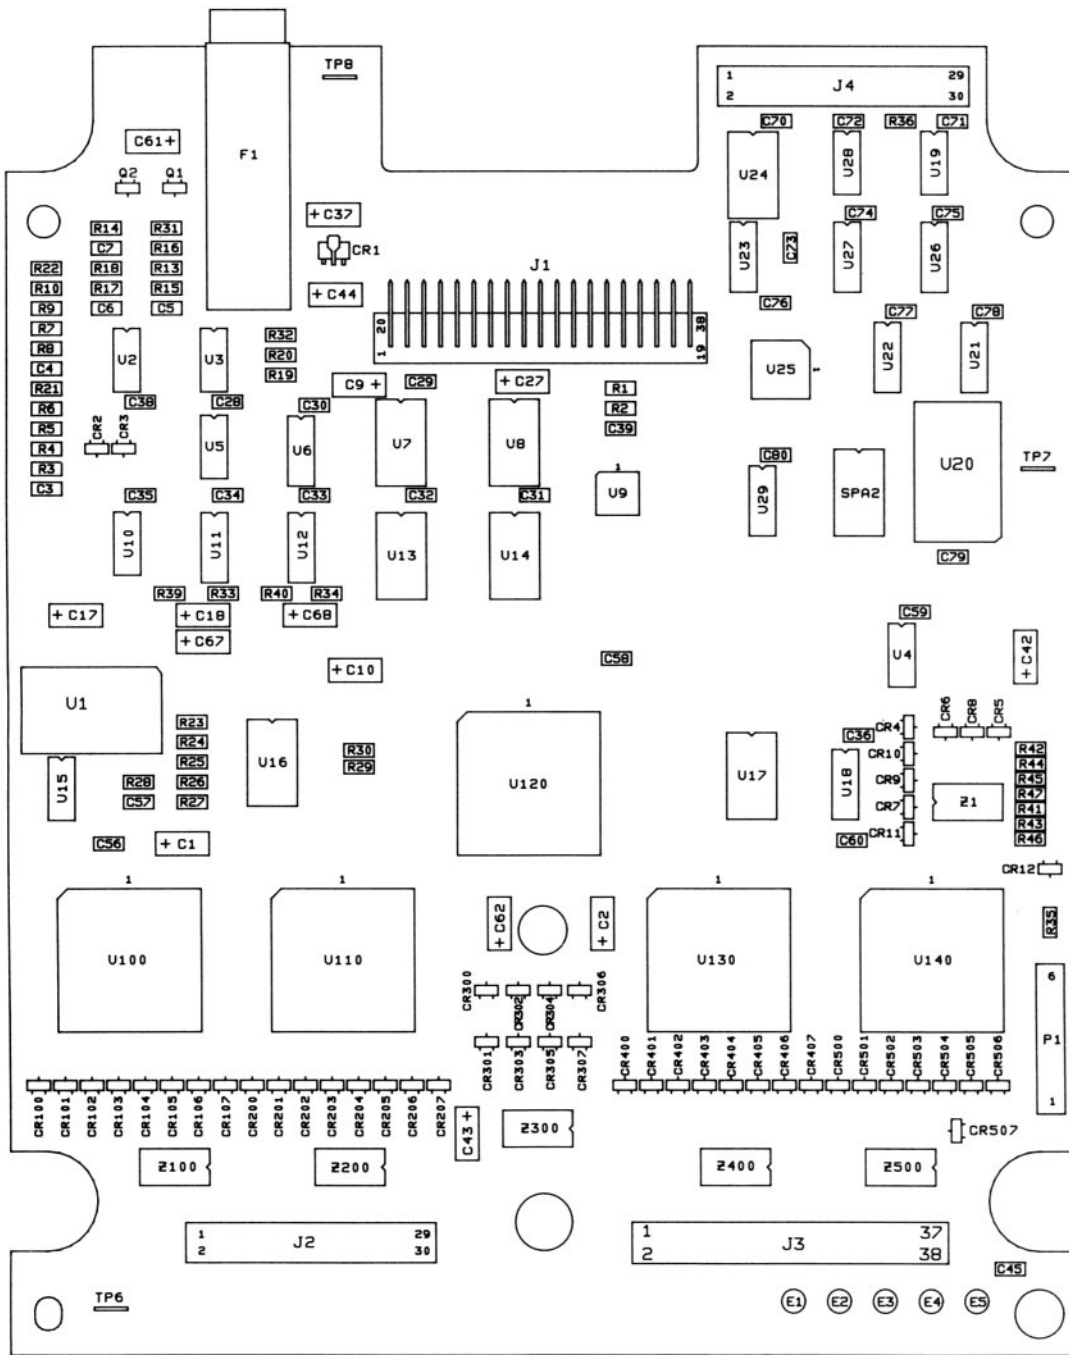 TP8
1 29
J4
2 30
C70 C72 R36 C71
C61+
F1
U24 U28 U19
Q2 Q1
+ C37
C74 C75
R14 R31
C7 R16
CR1
U23 C73 U27 U26
R22 R18 R13
J1
R10 R17 R15
+ C44
C76
R9 C6 C5
C77 C78
20 38
R7
R32
R8
U2 U3
R20
1 19
U22 U21
C4
R19
U25 1
C9 + C29 + C27
R21
R1
C38 C28 C30
R6
R2
CR2 CR3
R5
C39
U5 U6 U7 U8
R4
U20
C80
TP7
R3
1
C3
C35 C34 C33 C32 C31
U9
U29 SPA2
U10 U11 U12 U13 U14
C79
R39 R33 R40 R34
+ C17 + C18 + C68
C59
+ C67
U4
+ C42
C58
+ C10
U1
1
CR6 CR8 CR5
R23
CR4
C36
R24
R30
R42
CR10
R25
U16
R29
U17
R44
U15
R28 R26
U120
U18
CR9
R45
R47
C57 R27
CR7
Z1
R41
R43
C56
+ C1
C60
CR11
R46
CR12
1 1 1 1
+ C62 + C2
R35
U100 U110 U130 U140
6
CR300 CR302 CR304 CR306
P1
CR301 CR303 CR305 CR307
CR400 CR401 CR402 CR403 CR404 CR405 CR406 CR407 CR500 CR501 CR502 CR503 CR504 CR505 CR506
1
CR100 CR101 CR102 CR103 CR104 CR105 CR106 CR107 CR200 CR201 CR202 CR203 CR204 CR205 CR206 CR207
C43 +
Z300
CR507
Z100 Z200 Z400 Z500
1 29
J2
2 30
1 37
J3
2 38
C45
TP6
E1 E2 E3 E4 E5